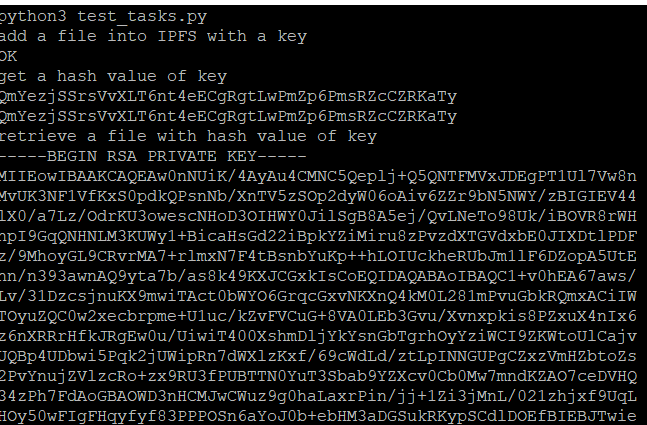 python3 test_tasks.py
add a file into IPFS with a key
OK
get a hash value of key
QmYezjSSrsVvXLT6nt4eECgRgtLwPmZp6PmsRZcCZRKaTy
QmYezjSSrsVvXLT6nt4eECgRgtLwPmZp6PmsRZcCZRKaTy
retrieve a file with hash value of key
-----BEGIN RSA PRIVATE KEY-----
MIIEowIBAAKCAQEAw0nNUiK/4AyAu4CMNC5Qeplj+Q5QNTFMVxJDEgPT1Ul7Vw8n
MvUK3NF1VfKxS0pdkQPsnNb/XnTV5zSOp2dyW06oAiv6ZZr9bN5NWY/zBIGIEV44
lX0/a7Lz/OdrKU3owescNHoD3OIHWY0JilSgB8A5ej/QvLNeTo98Uk/iBOVR8rWH
npI9GqQNHNLM3KUWy1+BicaHsGd22iBpkYZiMiru8zPvzdXTGVdxbE0JIXDtlPDF
z/9MhoyGL9CRvrMA7+rlmxN7F4tBsnbYuKp++hLOIUckheRUbJm1lF6DZopA5UtE
nn/n393awnAQ9yta7b/as8k49KXJCGxkIsCoEQIDAQABAoIBAQC1+v0hEA67aws/
Lv/31DzcsjnuKX9mwiTAct0bWYO6GrqcGxvNKXnQ4kM0L281mPvuGbkRQmxACiIW
TOyuZQC0w2xecbrpme+U1uc/kZvFVCuG+8VA0LEb3Gvu/Xvnxpkis8PZxuX4nIx6
z6nXRRrHfkJRgEw0u/UiwiT400XshmDljYkYsnGbTgrhOyYziWCI9ZKWtoUlCajv
UQBp4UDbwi5Pqk2jUWipRn7dWXlzKxf/69cWdLd/ztLpINNGUPgCZxzVmHZbtoZs
2PvYnujZVlzcRo+zx9RU3fPUBTTN0YuT3Sbab9YZXcv0Cb0Mw7mndKZAO7ceDVHQ
34zPh7FdAoGBAOWD3nHCMJwCWuz9g0haLaxrPin/jj+1Zi3jMnL/021zhjxf9UqL
HOy50wFIgFHqyfyf83PPPOSn6aYoJ0b+ebHM3aDGSukRKypSCdlDOEfBIEBJTwie